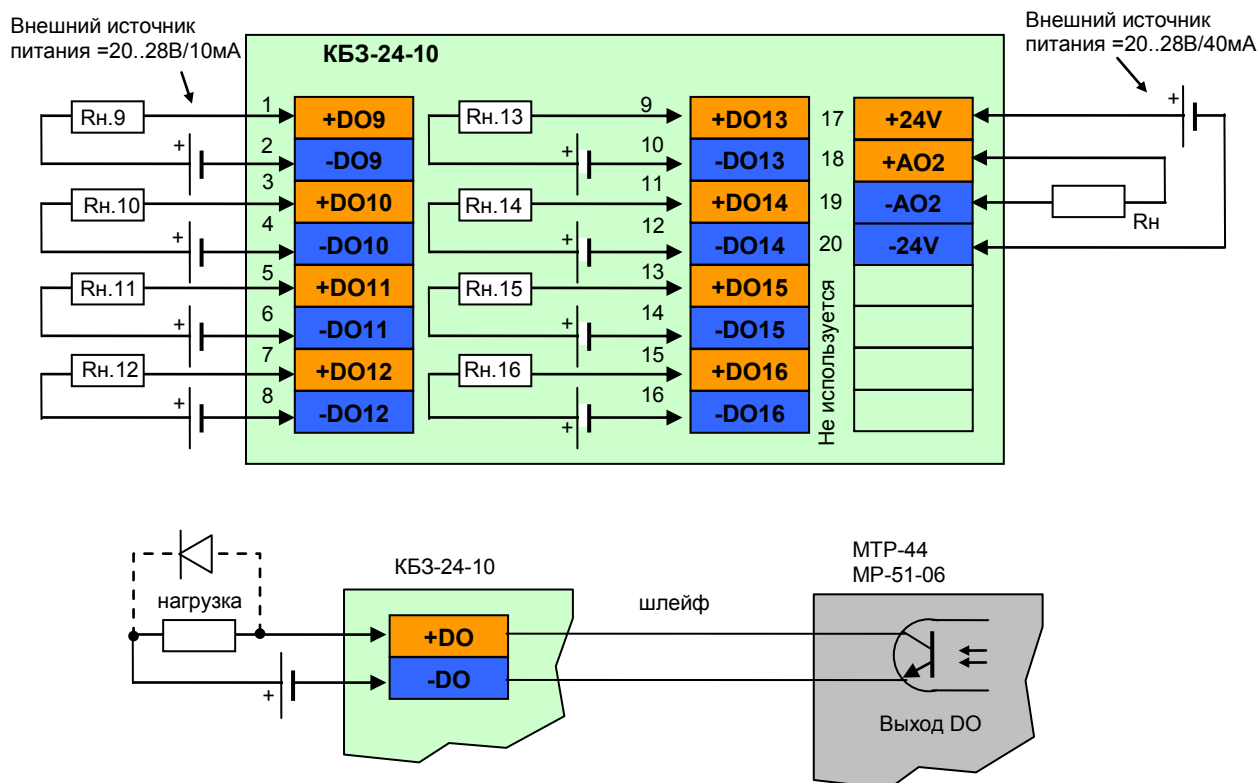 Внешний источник
питания =20..28В/10мА
Внешний источник
питания =20..28В/40мА
КБЗ-24-10
Rн.9
+
1
+DO9
2
-DO9
Rн.10
+
3
+DO10
4
-DO10
Rн.11
+
5
+DO11
6
-DO11
Rн.12
+
7
+DO12
8
-DO12
Rн.13
+
9
+DO13
10
-DO13
Rн.14
+
11
+DO14
12
-DO14
Rн.15
+
13
+DO15
14
-DO15
Rн.16
+
15
+DO16
16
-DO16
17
+24V
+
18
+AO2
19
-AO2
Rн
20
-24V
Не используется
нагрузка
+
КБЗ-24-10
+DO
-DO
шлейф
МТР-44
МР-51-06
Выход DO